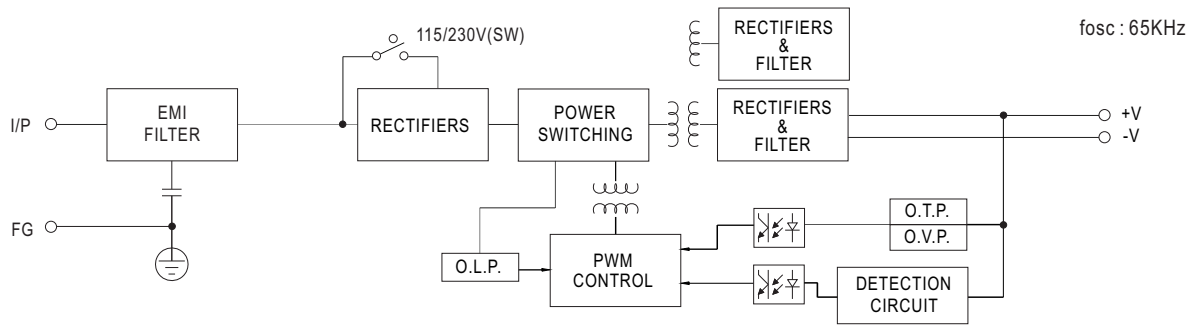 115/230V(SW)
RECTIFIERS
&
FILTER
fosc : 65KHz
I/P
EMI
FILTER
RECTIFIERS
POWER
SWITCHING
RECTIFIERS
&
FILTER
+V
-V
FG
O.L.P.
PWM
CONTROL
O.T.P.
O.V.P.
DETECTION
CIRCUIT